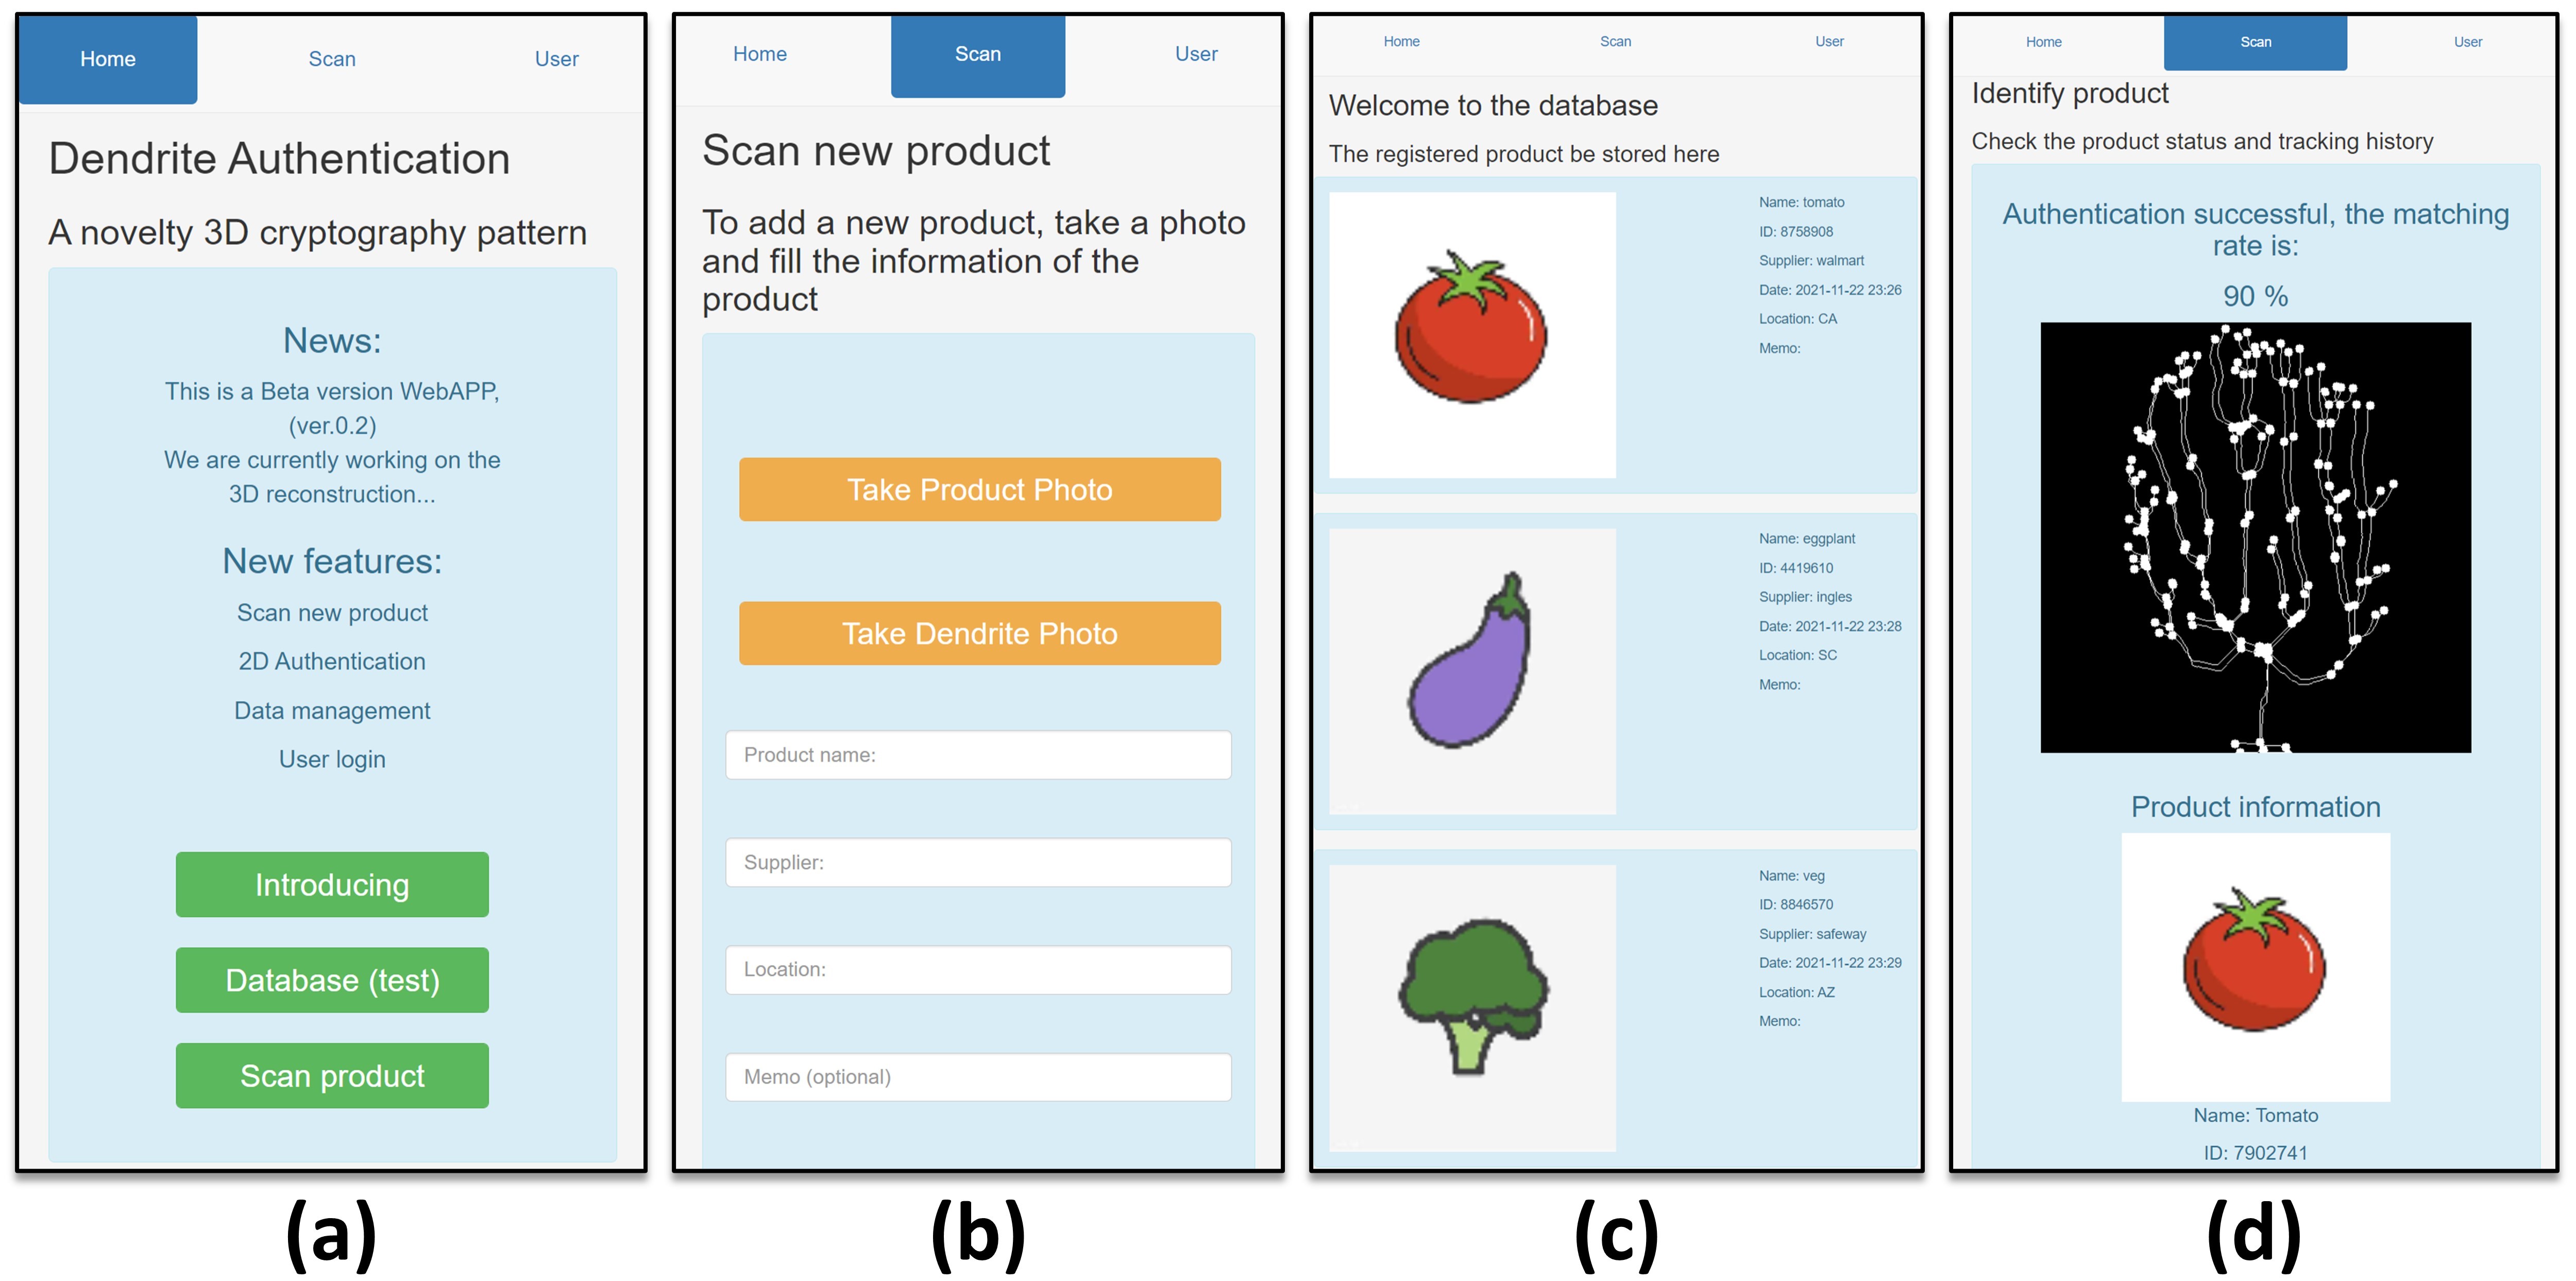 Home
Scan
User
Dendrite Authentication
A novelty 3D cryptography pattern
News:
This is a Beta version WebAPP,
(ver.0.2)
We are currently working on the
3D reconstruction...
New features:
Scan new product
2D Authentication
Data management
User login
Introducing
Database (test)
Scan product
(a)
Home
Scan
User
Scan new product
To add a new product, take a photo
and fill the information of the
product
Take Product Photo
Take Dendrite Photo
Product name:
Supplier:
Location:
Memo (optional)
(b)
Home
Scan
User
Welcome to the database
The registered product be stored here
Name: tomato
ID: 8758908
Supplier: walmart
Date: 2021-11-22 23:26
Location: CA
Memo:
Name: eggplant
ID: 4419610
Supplier: ingles
Date: 2021-11-22 23:28
Location: SC
Memo:
Name: veg
ID: 8846570
Supplier: safeway
Date: 2021-11-22 23:29
Location: AZ
Memo:
(c)
Home
Scan
User
Identify product
Check the product status and tracking history
Authentication successful, the matching
rate is:
90 %
Product information
Name: Tomato
ID: 7902741
(d)